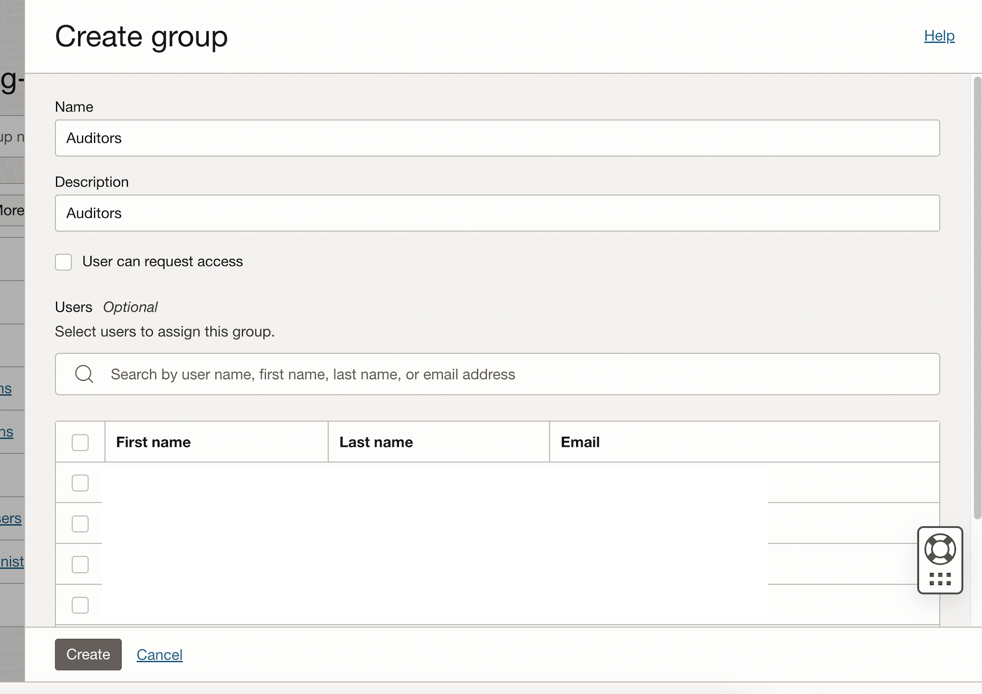 Create group
Help
Name
Auditors
Description
Auditors
User can request access
Users Optional
Select users to assign this group.
Search by user name, first name, last name, or email address
First name Last name Email
Create Cancel
g-
up n
ns
ns
sers
nist